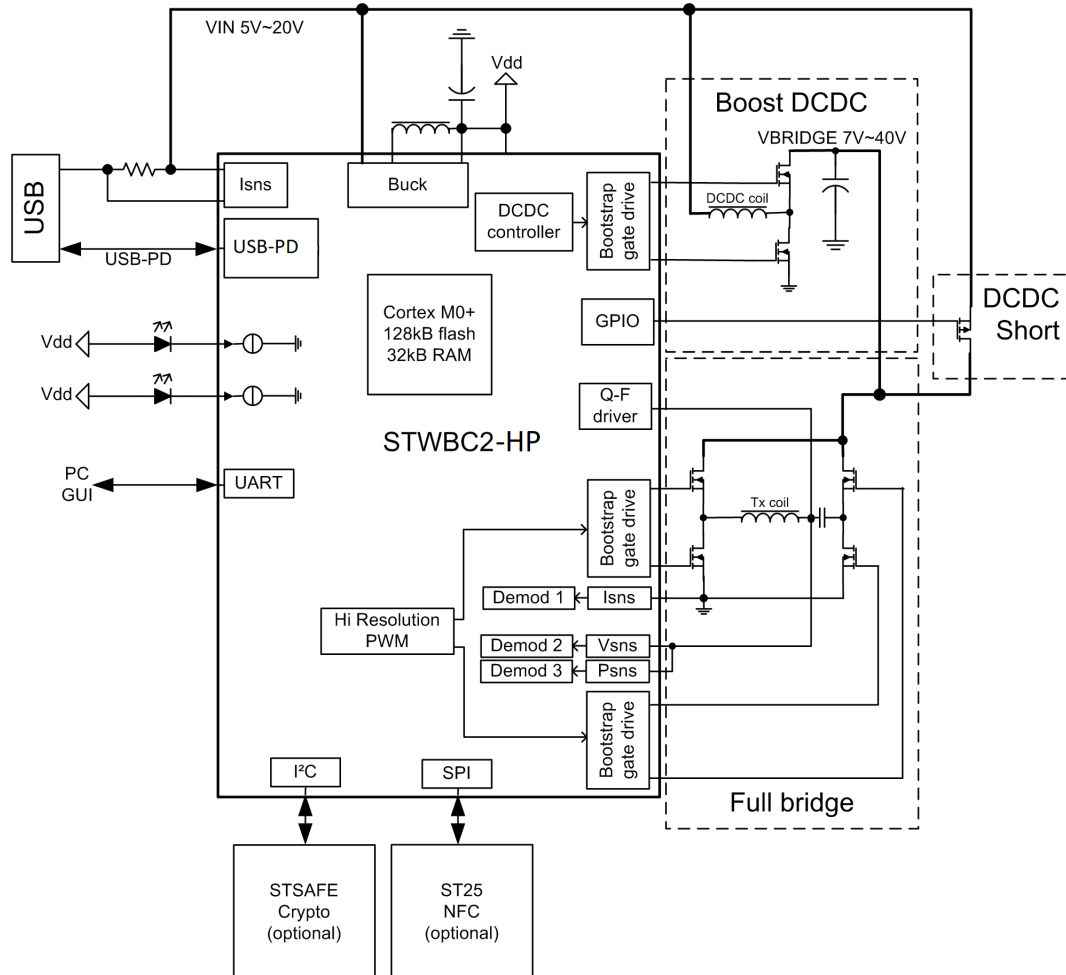 VIN 5V~20V
Vdd
Boost DCDC
VBRIDGE 7V~40V
USB
Isns
Buck
DCDC
controller
Bootstrap
gate drive
DCDC coil
USB-PD
USB-PD
Cortex M0+
128kB flash
32kB RAM
GPIO
DCDC
Short
Vdd
Vdd
Q-F
driver
STWBC2-HP
PC
GUI
UART
Bootstrap
gate drive
Tx coil
Demod 1
Isns
Hi Resolution
PWM
Demod 2
Vsns
Demod 3
Psns
Bootstrap
gate drive
I²C
SPI
Full bridge
STSAFE
Crypto
(optional)
ST25
NFC
(optional)